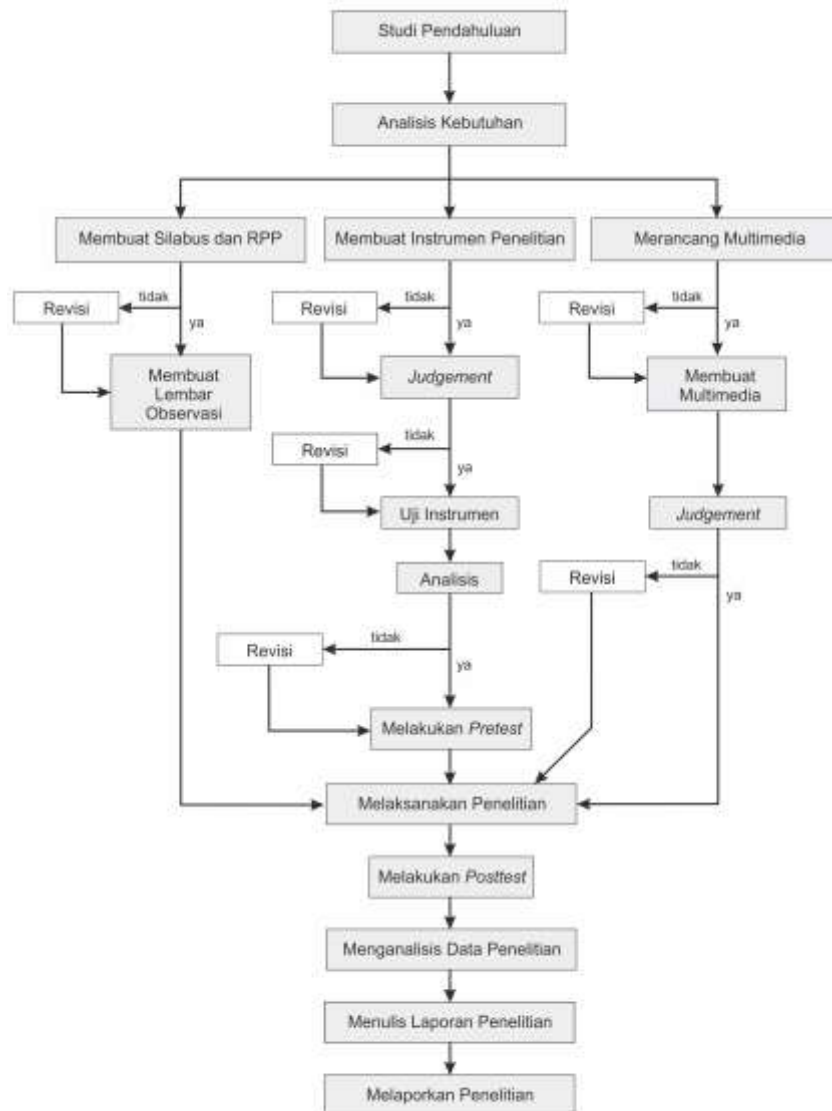 Studi Pendahuluan
Analisis Kebutuhan
Membuat Silabus dan RPP
Membuat Instrumen Penelitian
Merancang Multimedia
Revisi
tidak
ya
Revisi
tidak
ya
Revisi
tidak
ya
Membuat
Lembar
Observasi
Judgement
Membuat
Multimedia
Revisi
tidak
ya
Uji Instrumen
Judgement
Analisis
Revisi
tidak
ya
Revisi
tidak
ya
Melakukan Pretest
Melaksanakan Penelitian
Melakukan Posttest
Menganalisis Data Penelitian
Menulis Laporan Penelitian
Melaporkan Penelitian